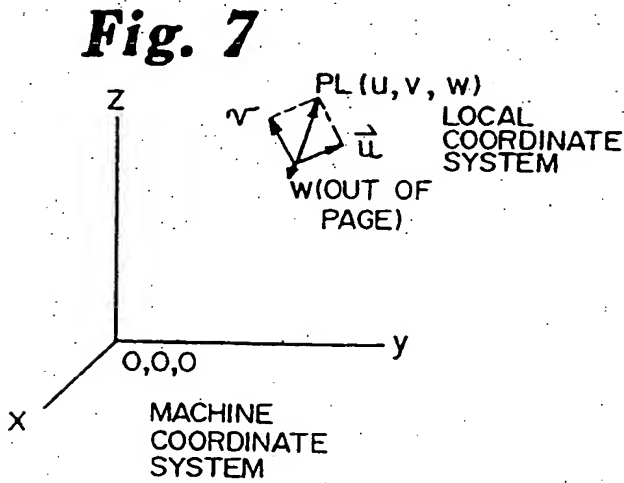 Fig. 7
Z
PL (U, V, W)
v
u⃗
LOCAL
COORDINATE
SYSTEM
W(OUT OF
PAGE)
y
0,0,0
X
MACHINE
COORDINATE
SYSTEM